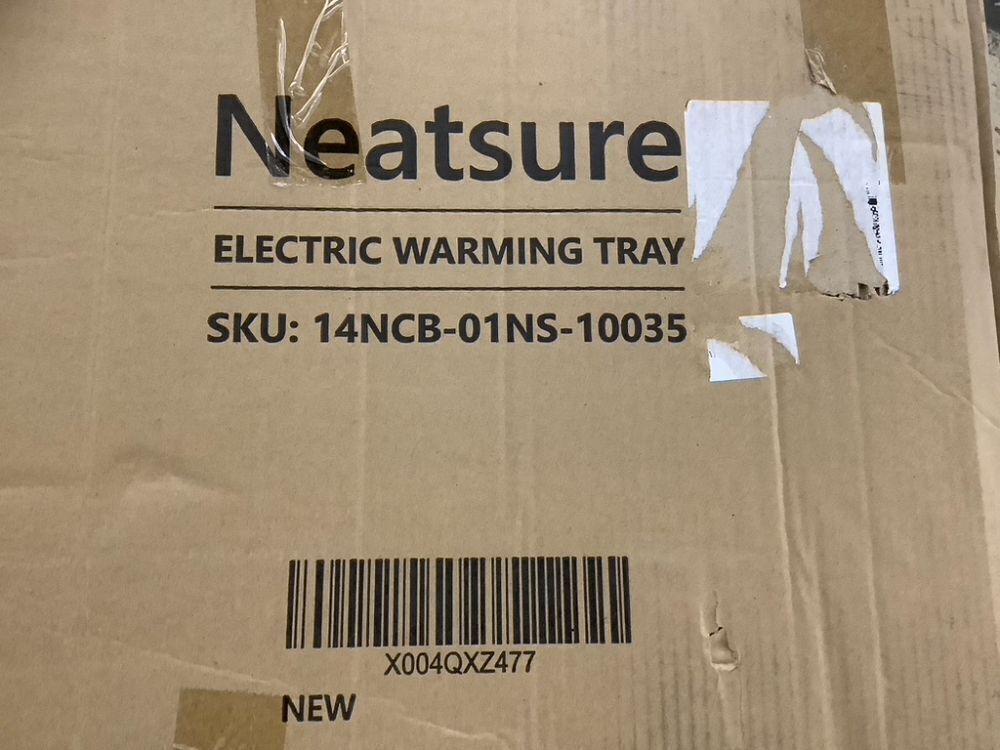 Neatsure
ELECTRIC WARMING TRAY
SKU: 14NCB-01NS-10035
X004QXZ477
NEW